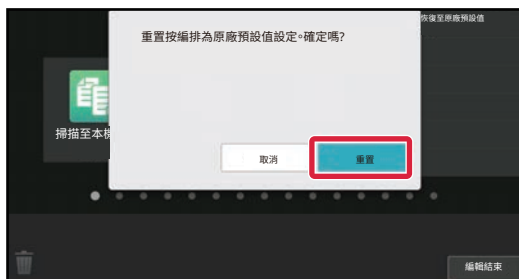 恢復至原廠預設值
重置按編排為原廠預設值設定。確定嗎?
掃描至本機
取消
重置
編輯結束